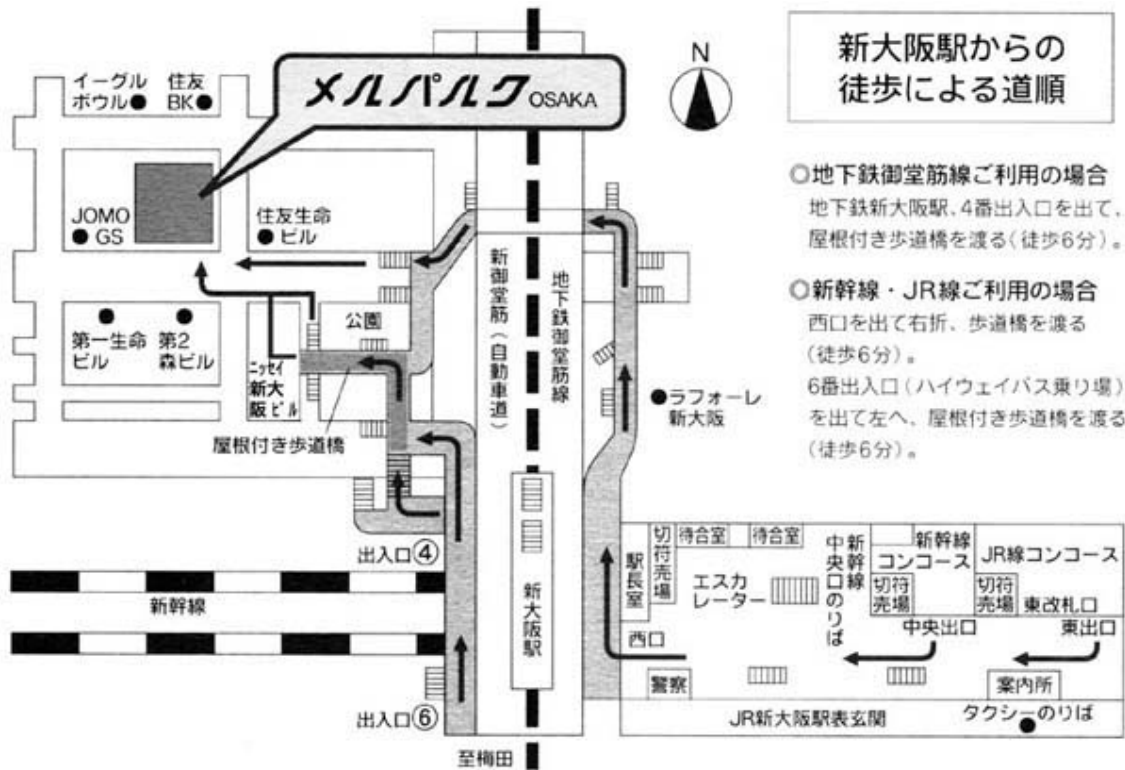 新大阪駅からの
徒歩による道順
メルパルク OSAKA
N
イーグル
ボウル
住友
BK
JOMO
GS
住友生命
ビル
第一生命
ビル
第2
森ビル
ニッセイ
新大
阪ビル
公園
屋根付き歩道橋
新御堂筋（自動車道）
地下鉄御堂筋線
ラフォーレ
新大阪
◎地下鉄御堂筋線ご利用の場合
地下鉄新大阪駅、4番出入口を出て、
屋根付き歩道橋を渡る（徒歩6分）。
◎新幹線・JR線ご利用の場合
西口を出て右折、歩道橋を渡る
（徒歩6分）。
6番出入口（ハイウェイバス乗り場）
を出て左へ、屋根付き歩道橋を渡る
（徒歩6分）。
出入口④
新幹線
出入口⑥
新大阪駅
至梅田
駅長室
切符売場
待合室
待合室
エスカ
レーター
新幹線
中央口のりば
新幹線
コンコース
切符
売場
JR線コンコース
切符
売場
東改札口
西口
中央出口
東出口
警察
案内所
JR新大阪駅表玄関
タクシーのりば